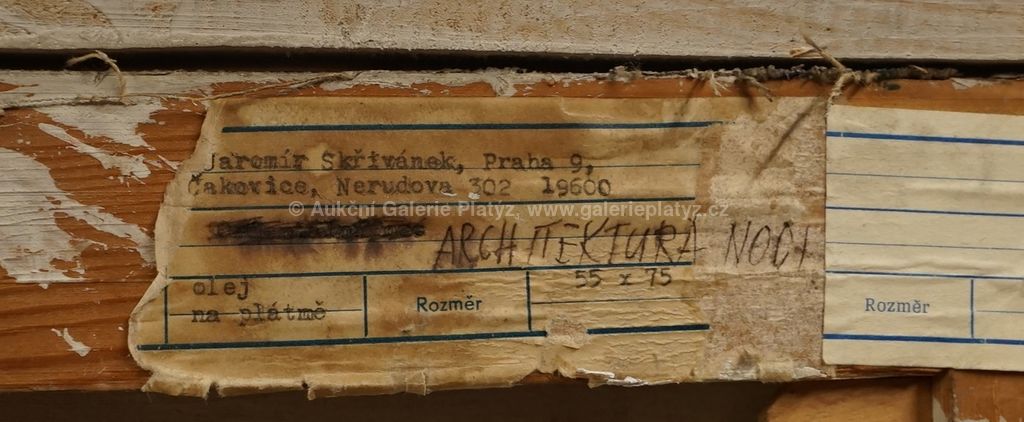 Jaromír Skřivánek, Praha 9,
Čakovice, Nerudova 302 19600
© Aukční Galerie Platýz, www.galerieplatyz.cz
ARCHITEKTURA NOCI
olej
na plátmě
Rozměr
55 x 75
Rozměr